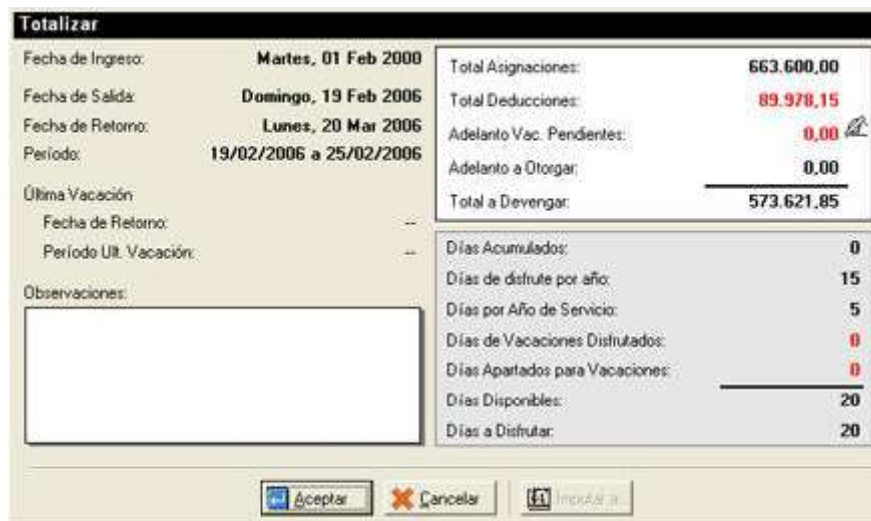 Totalizar
Fecha de Ingreso: Martes, 01 Feb 2000
Fecha de Salida: Domingo, 19 Feb 2006
Fecha de Retorno: Lunes, 20 Mar 2006
Período: 19/02/2006 a 25/02/2006
Última Vacación
Fecha de Retorno: --
Período Ult. Vacación: --
Observaciones:
Total Asignaciones: 663.600,00
Total Deducciones: 89.978,15
Adelanto Vac. Pendientes: 0,00
Adelanto a Otorgar: 0,00
Total a Devengar: 573.621,85
Días Acumulados: 0
Días de disfrute por año: 15
Días por Año de Servicio: 5
Días de Vacaciones Disfrutados: 0
Días Apartados para Vacaciones: 0
Días Disponibles: 20
Días a Disfrutar: 20
Aceptar Cancelar Imputar a...